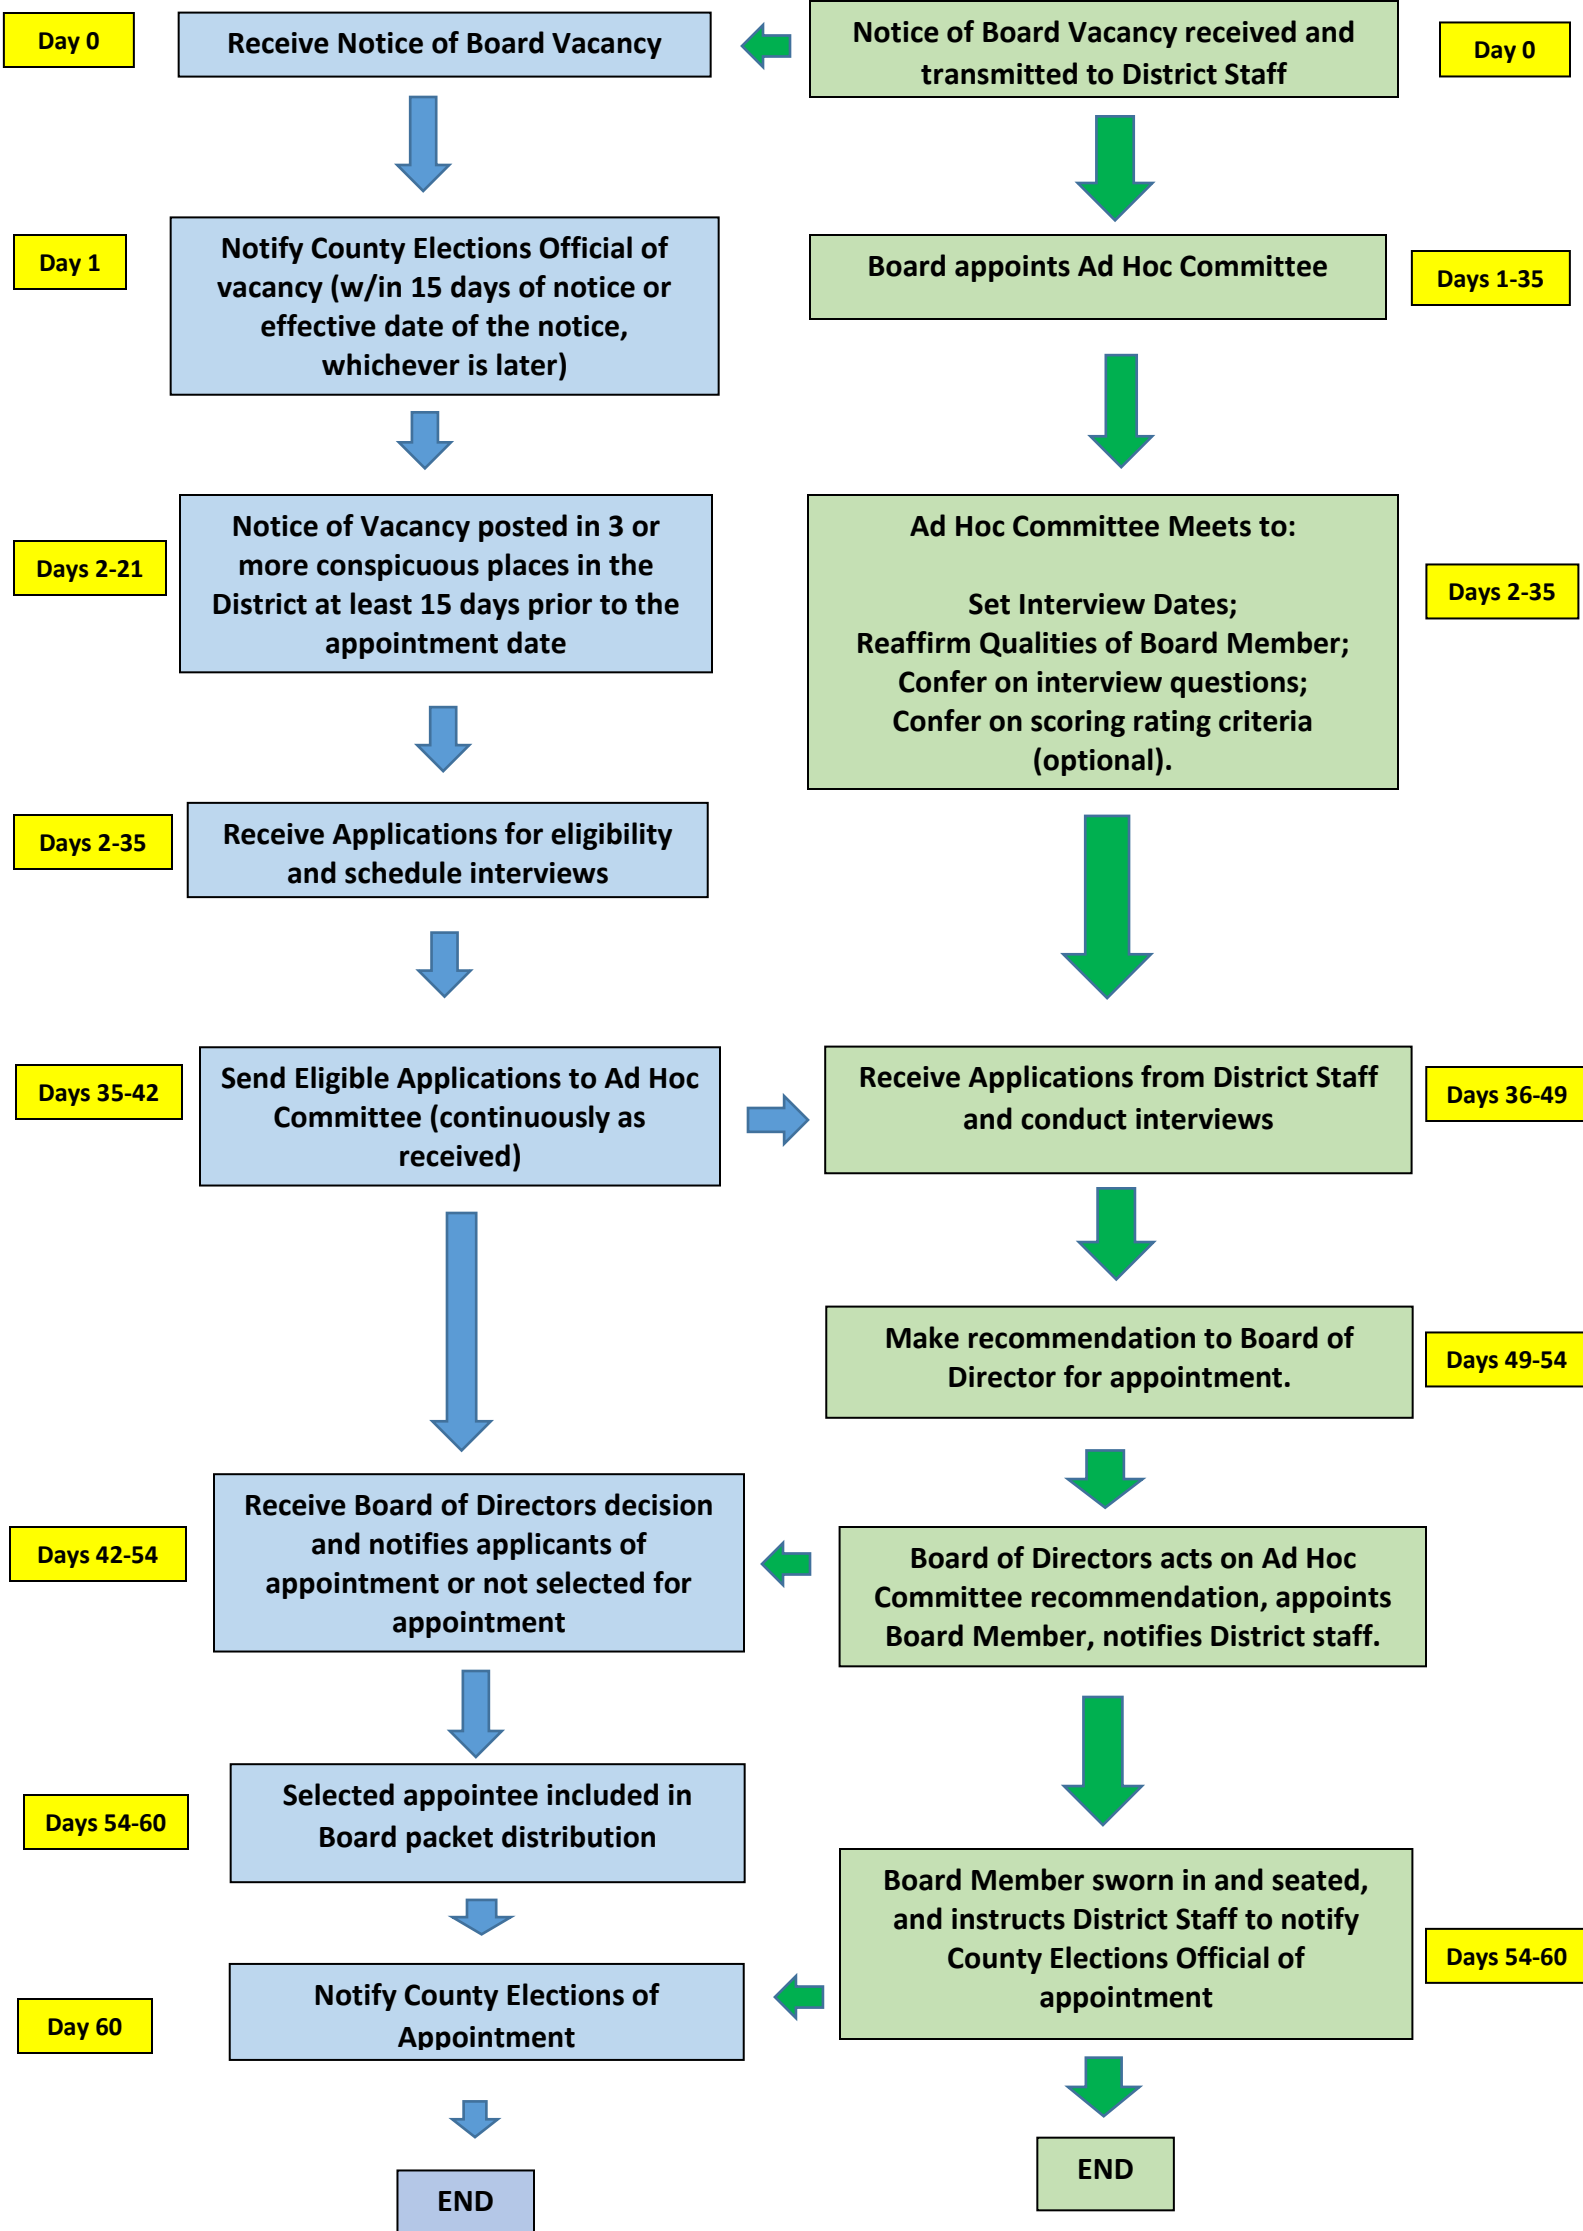 Day 0
Receive Notice of Board Vacancy
Notice of Board Vacancy received and
transmitted to District Staff
Day 0
Day 1
Notify County Elections Official of
vacancy (w/in 15 days of notice or
effective date of the notice,
whichever is later)
Board appoints Ad Hoc Committee
Days 1-35
Days 2-21
Notice of Vacancy posted in 3 or
more conspicuous places in the
District at least 15 days prior to the
appointment date
Ad Hoc Committee Meets to:
Set Interview Dates;
Reaffirm Qualities of Board Member;
Confer on interview questions;
Confer on scoring rating criteria
(optional).
Days 2-35
Days 2-35
Receive Applications for eligibility
and schedule interviews
Days 35-42
Send Eligible Applications to Ad Hoc
Committee (continuously as
received)
Receive Applications from District Staff
and conduct interviews
Days 36-49
Make recommendation to Board of
Director for appointment.
Days 49-54
Days 42-54
Receive Board of Directors decision
and notifies applicants of
appointment or not selected for
appointment
Board of Directors acts on Ad Hoc
Committee recommendation, appoints
Board Member, notifies District staff.
Days 54-60
Selected appointee included in
Board packet distribution
Board Member sworn in and seated,
and instructs District Staff to notify
County Elections Official of
appointment
Days 54-60
Day 60
Notify County Elections of
Appointment
END
END